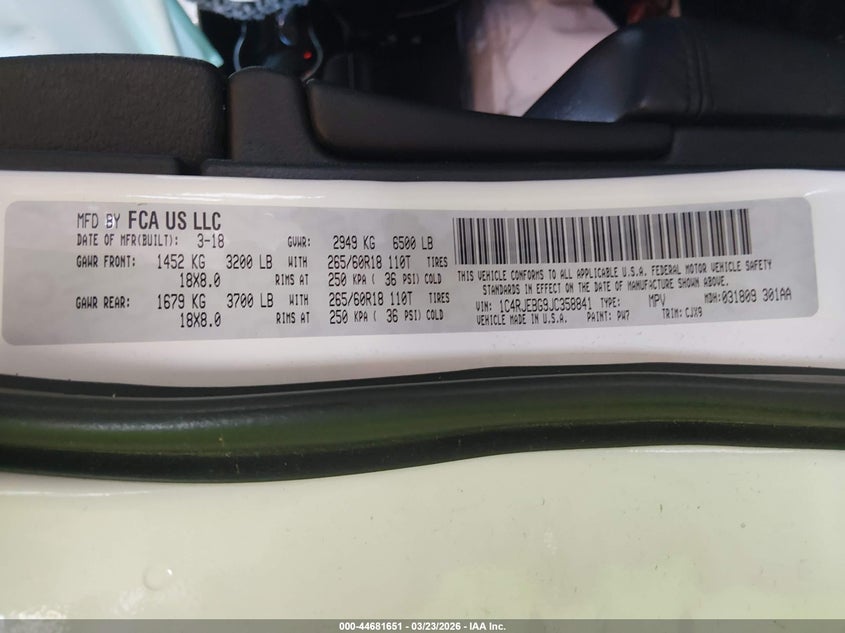 MFD BY FCA US LLC
DATE OF MFR(BUILT): 3-18 GVWR: 2949 KG 6500 LB
GAWR FRONT: 1452 KG 3200 LB WITH 265/60R18 110T TIRES
18X8.0 RIMS AT 250 KPA ( 36 PSI) COLD
GAWR REAR: 1679 KG 3700 LB WITH 265/60R18 110T TIRES
18X8.0 RIMS AT 250 KPA ( 36 PSI) COLD
THIS VEHICLE CONFORMS TO ALL APPLICABLE U.S.A. FEDERAL MOTOR VEHICLE SAFETY
STANDARDS IN EFFECT ON THE DATE OF MANUFACTURE SHOWN ABOVE.
VIN: 1C4RJEBG9JC358841 TYPE: MPV MDH: 031809 301AA
VEHICLE MADE IN U.S.A. PAINT: PW7 TRIM: CJX9
000-44681651 - 03/23/2026 - IAA Inc.